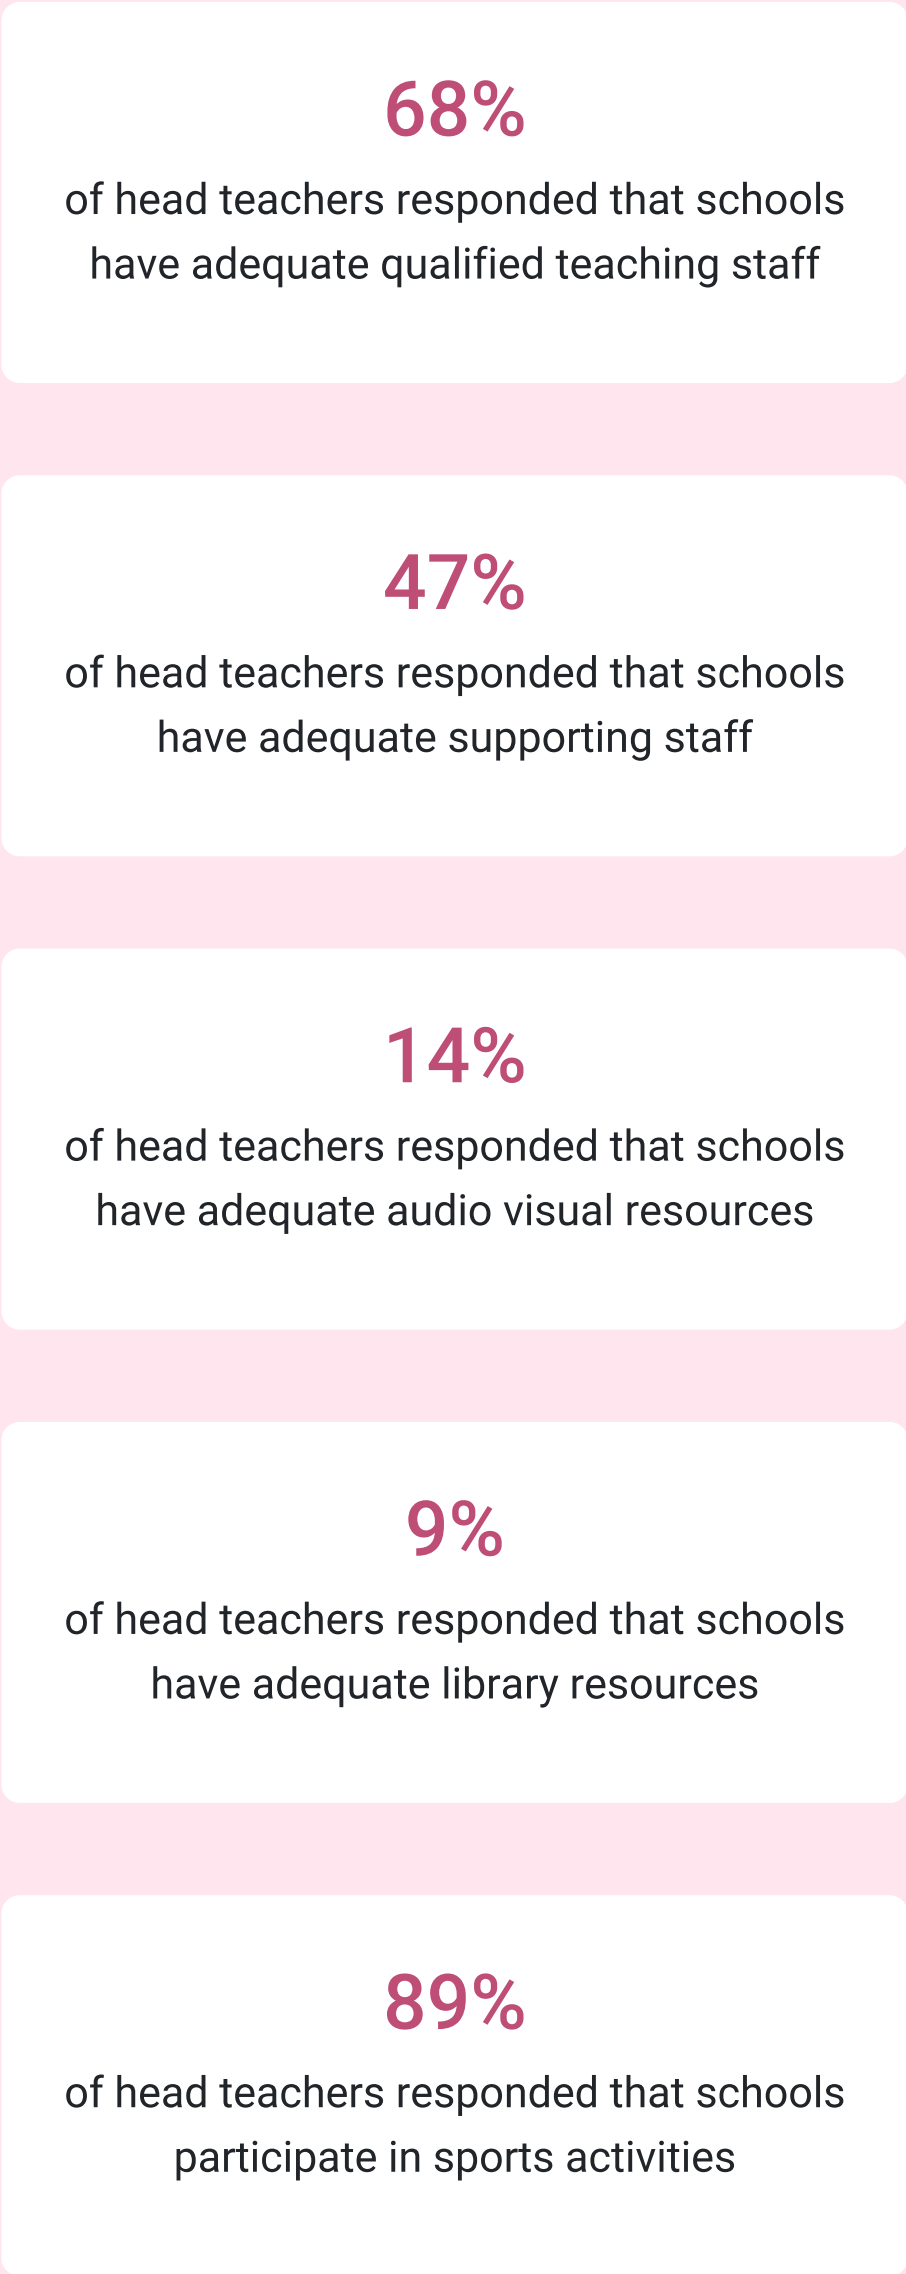 68%
of head teachers responded that schools
have adequate qualified teaching staff
47%
of head teachers responded that schools
have adequate supporting staff
14%
of head teachers responded that schools
have adequate audio visual resources
9%
of head teachers responded that schools
have adequate library resources
89%
of head teachers responded that schools
participate in sports activities